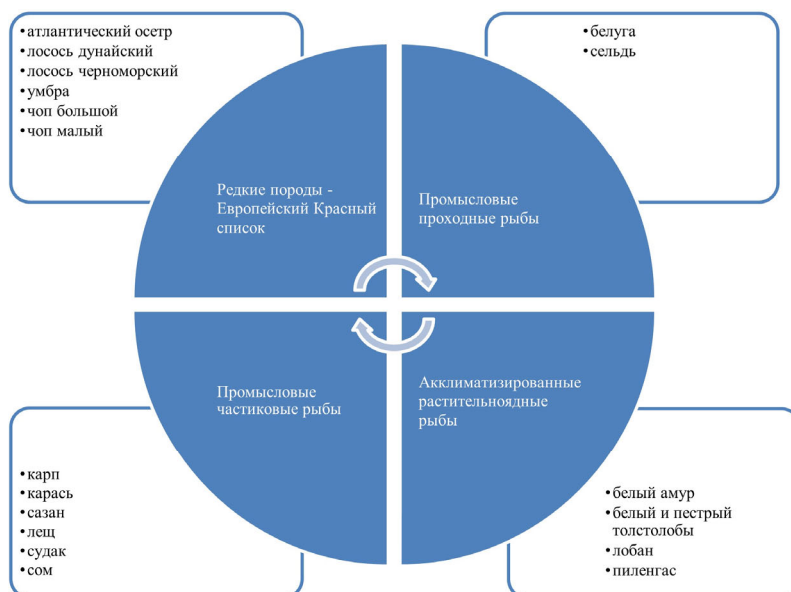 •атлантический осетр
•лосось дунайский
•лосось черноморский
•умбра
•чоп большой
•чоп малый
•белуга
•сельдь
Редкие породы -
Европейский Красный
список
Промысловые
проходные рыбы
Промысловые
частиковые рыбы
Акклиматизированные
растительноядные
рыбы
•карп
•карась
•сазан
•лещ
•судак
•сом
•белый амур
•белый и пестрый
толстолобы
•лобан
•пиленгас